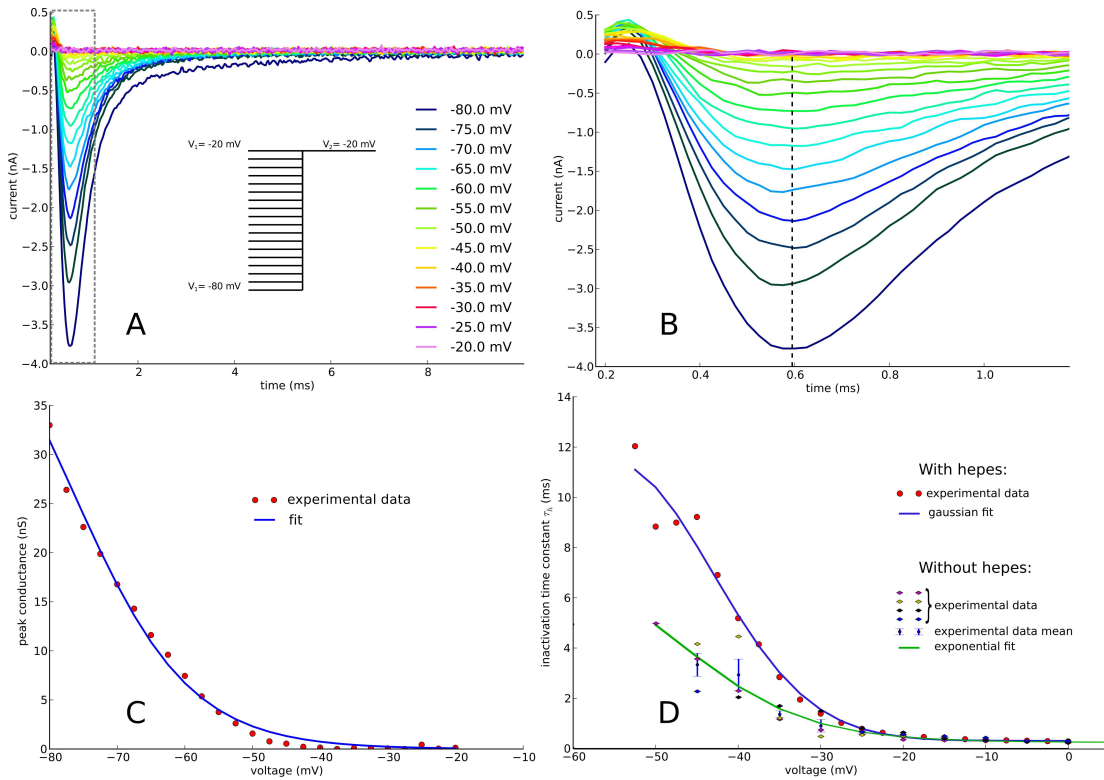 0.5
0.0
−0.5
−1.0
−1.5
−2.0
−2.5
−3.0
−3.5
−4.0
current (nA)
2
4
6
8
time (ms)
V₁= -20 mV
V₂= -20 mV
V₁= -80 mV
-80.0 mV
-75.0 mV
-70.0 mV
-65.0 mV
-60.0 mV
-55.0 mV
-50.0 mV
-45.0 mV
-40.0 mV
-35.0 mV
-30.0 mV
-25.0 mV
-20.0 mV
A
0.5
0.0
−0.5
−1.0
−1.5
−2.0
−2.5
−3.0
−3.5
−4.0
current (nA)
0.2
0.4
0.6
0.8
1.0
time (ms)
B
35
30
25
20
15
10
5
0
peak conductance (nS)
−80
−70
−60
−50
−40
−30
−20
−10
voltage (mV)
experimental data
fit
C
14
12
10
8
6
4
2
0
inactivation time constant τₕ (ms)
−60
−50
−40
−30
−20
−10
0
voltage (mV)
With hepes:
experimental data
gaussian fit
Without hepes:
experimental data
experimental data mean
exponential fit
D